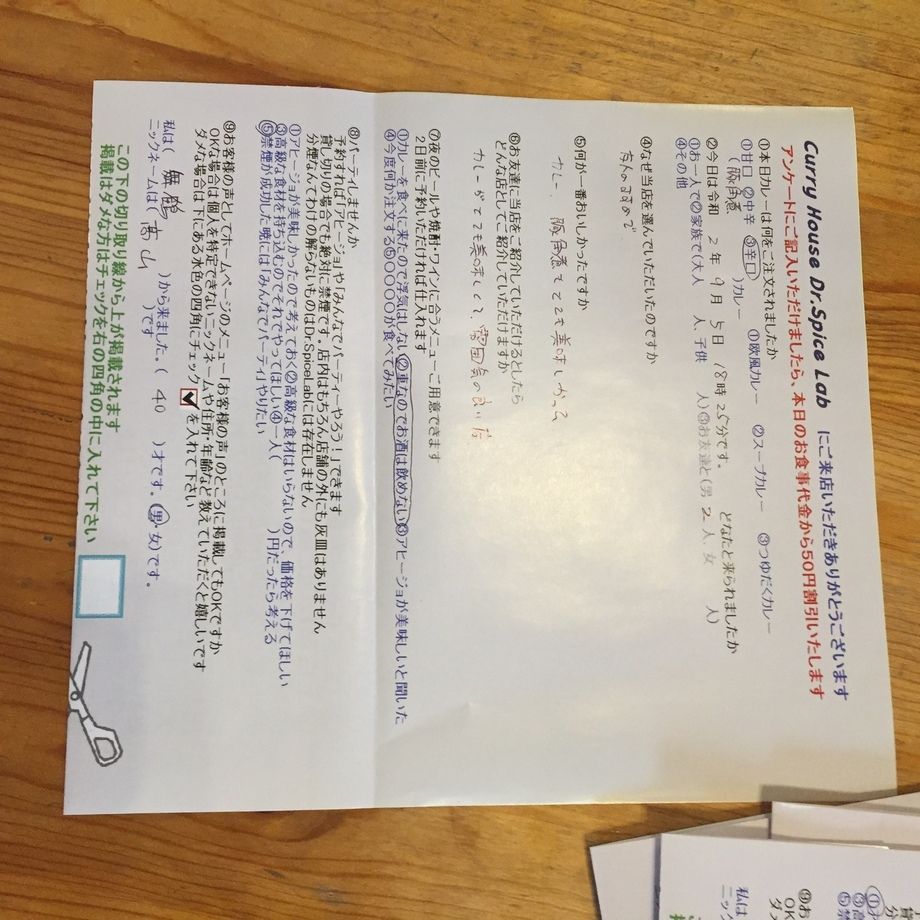 Curry House Dr.Spice Lab にご来店いただきありがとうございます
アンケートにご記入いただけましたら、本日のお食事代金から50円割引いたします
①本日カレーは何をご注文されましたか
①甘口 ②中辛 ③辛口 )カレー ①欧風カレー ②スープカレー ③つゆだくカレー
(豚角煮
②今日は令和 2 年 9 月 5 日 18 時 25 分です。 どなたと来られましたか
①お一人で②家族で(大人 人、子供 人)③お友達と(男 2 人 女 人)
④その他
④なぜ当店を選んでいただいたのですか
友人のすすめで
⑤何が一番おいしかったですか
カレー、豚角煮とても美味しかった
⑥お友達に当店をご紹介していただけるとしたら
どんな店としてご紹介していただけますか
カレーがとても美味しくて、雰囲気の良い店
⑦夜のビールや焼酎・ワインに合うメニューご用意できます
2日前に予約いただければ仕入れます
①カレーを食べに来たので浮気はしない ②車なのでお酒は飲めない ③アヒージョが美味しいと聞いた
④今度何か注文する⑤○○○○が食べてみたい
⑧パーティしませんか
予約すれば「アヒージョ」や「みんなでパーティーやろう!」できます
貸し切りの場合でも絶対に禁煙です。店内はもちろん店舗の外にも灰皿はありません
分煙なんてわけの解らないものはDr.SpiceLabには存在しません
①アヒージョが美味しかったので考えておく②高級な食材はいらないので、価格を下げてほしい
③高級な食材を持ち込むのでそれでやってほしい④一人( )円だったら考える
⑤禁煙が成功した暁には「みんなでパーティ」やりたい
⑨お客様の声としてホームページのメニュー「お客様の声」のところに掲載してもOKですか
OKな場合は個人を特定できないニックネームや住所・年齢など教えていただくと嬉しいです
ダメな場合は下にある水色の四角にチェック を入れて下さい
私は( 舞鶴 )から来ました。( 40 )才です。(男・女)です。
ニックネームは( 高山 )です
この下の切り取り線から上が掲載されます
掲載はダメな方はチェックを右の四角の中に入れて下さい